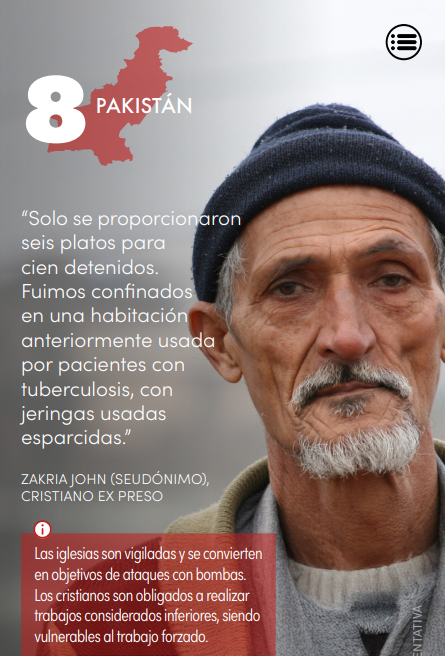 8 PAKISTÁN
“Solo se proporcionaron
seis platos para
cien detenidos.
Fuimos confinados
en una habitación
anteriormente usada
por pacientes con
tuberculosis, con
jeringas usadas
esparcidas.”
ZAKRIA JOHN (SEUDÓNIMO),
CRISTIANO EX PRESO
i
Las iglesias son vigiladas y se convierten
en objetivos de ataques con bombas.
Los cristianos son obligados a realizar
trabajos considerados inferiores, siendo
vulnerables al trabajo forzado.